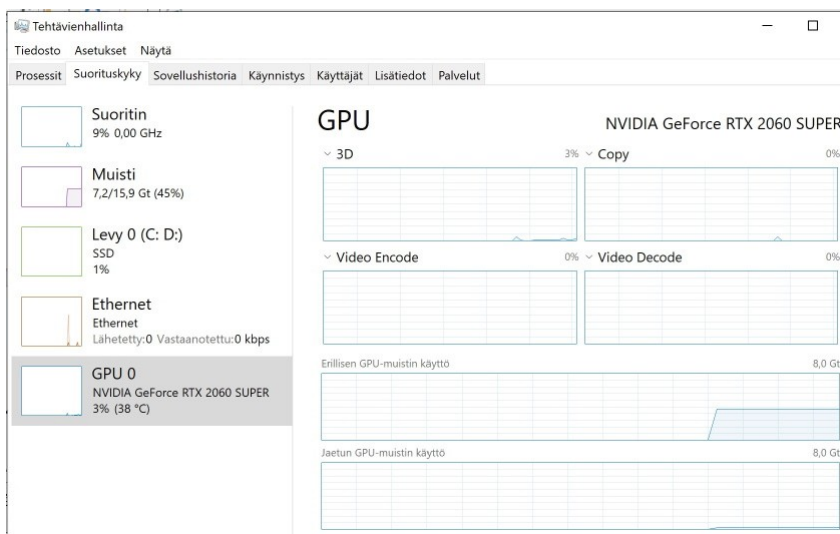 Tehtävienhallinta
Tiedosto Asetukset Näytä
Prosessit Suorituskyky Sovellushistoria Käynnistys Käyttäjät Lisätiedot Palvelut
Suoritin
9% 0,00 GHz
Muisti
7,2/15,9 Gt (45%)
Levy 0 (C: D:)
SSD
1%
Ethernet
Ethernet
Lähetetty:0 Vastaanotettu:0 kbps
GPU 0
NVIDIA GeForce RTX 2060 SUPER
3% (38 °C)
GPU NVIDIA GeForce RTX 2060 SUPER
3D 3% Copy 0%
Video Encode 0% Video Decode 0%
Erillisen GPU-muistin käyttö 8,0 Gt
Jaetun GPU-muistin käyttö 8,0 Gt